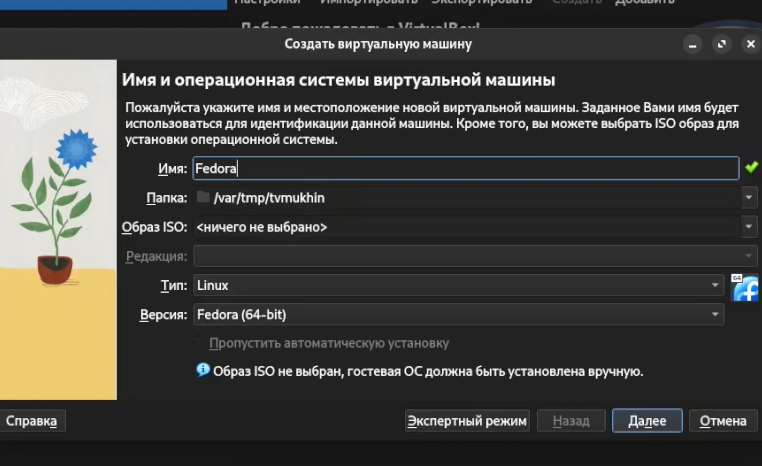 Настройки Импортировать Экспортировать Создать Добавить
Добро пожаловать в VirtualBox!
Создать виртуальную машину
Имя и операционная системы виртуальной машины
Пожалуйста укажите имя и местоположение новой виртуальной машины. Заданное Вами имя будет
использоваться для идентификации данной машины. Кроме того, вы можете выбрать ISO образ для
установки операционной системы.
Имя: Fedora
Папка: /var/tmp/tvmukhin
Образ ISO: <ничего не выбрано>
Редакция:
Тип: Linux
64
Версия: Fedora (64-bit)
Пропустить автоматическую установку
Образ ISO не выбран, гостевая ОС должна быть установлена вручную.
Справка Экспертный режим Назад Далее Отмена